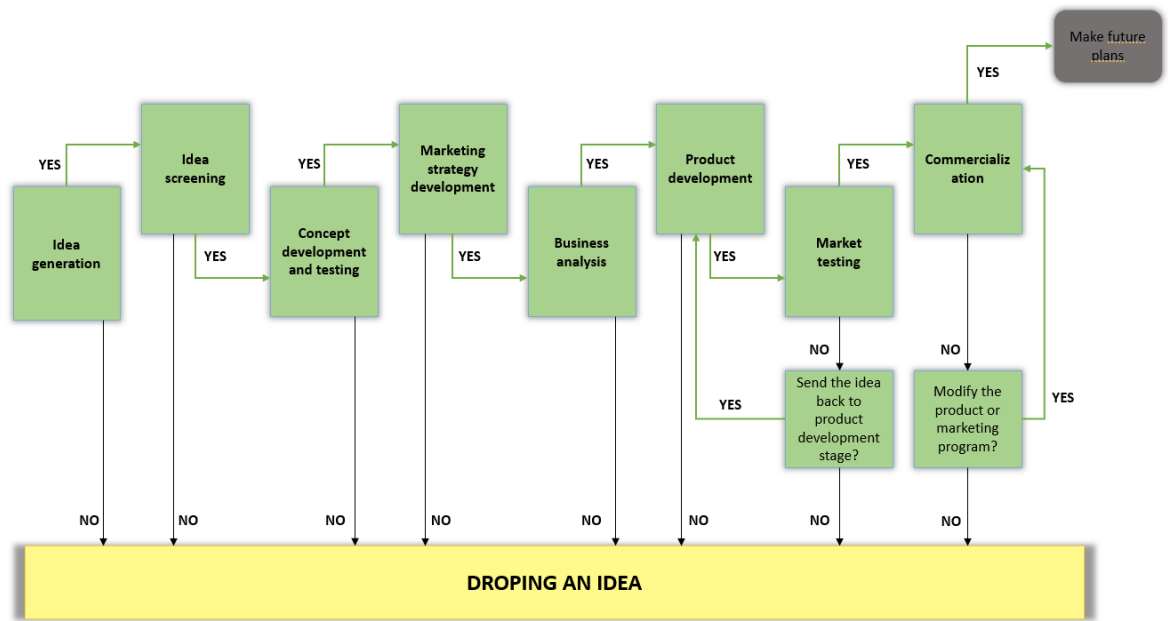 Make future
plans
YES
Idea
screening
Marketing
strategy
development
Product
development
Commercializ
ation
YES
YES
YES
YES
Idea
generation
Concept
development
and testing
Business
analysis
Market
testing
YES
YES
YES
NO
NO
Send the idea
back to
product
development
stage?
Modify the
product or
marketing
program?
YES
YES
NO
NO
NO
NO
NO
NO
NO
NO
DROPING AN IDEA